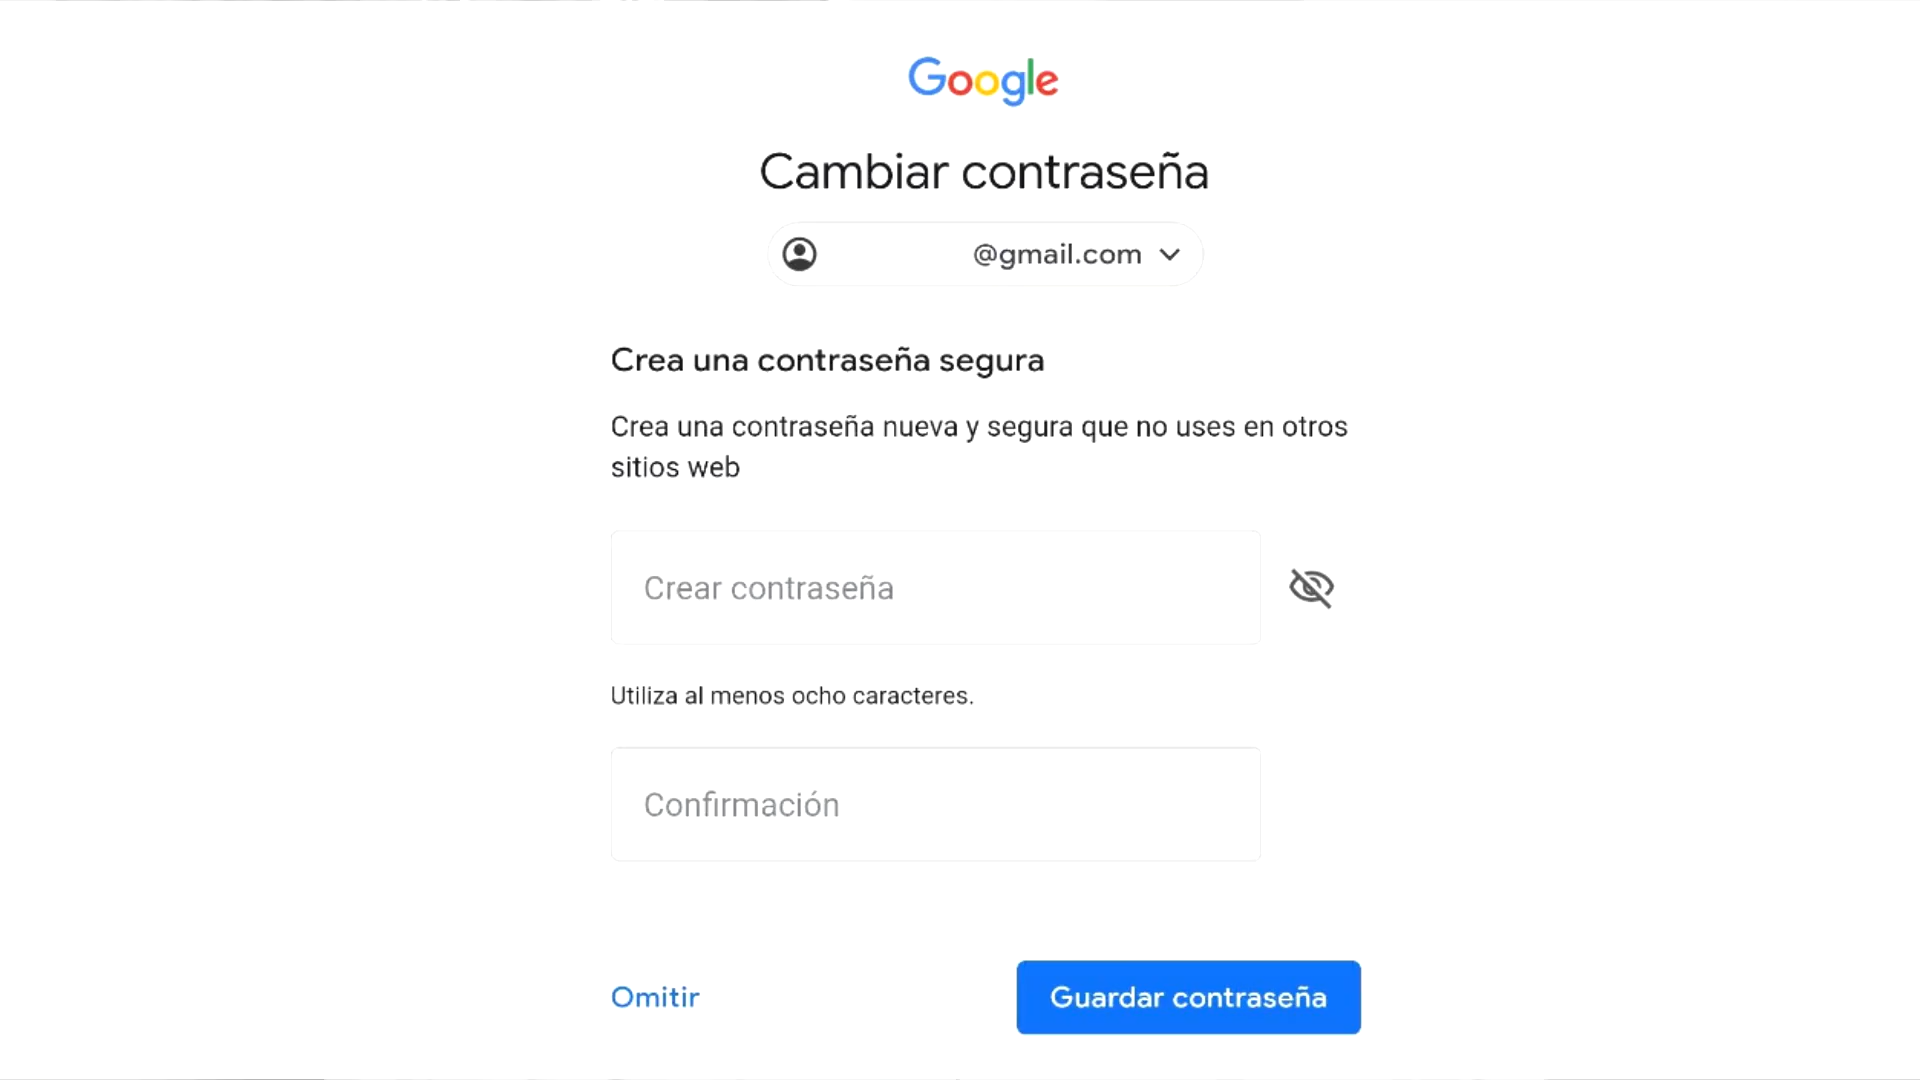 Google
Cambiar contraseña
@gmail.com
Crea una contraseña segura
Crea una contraseña nueva y segura que no uses en otros
sitios web
Crear contraseña
Utiliza al menos ocho caracteres.
Confirmación
Omitir
Guardar contraseña